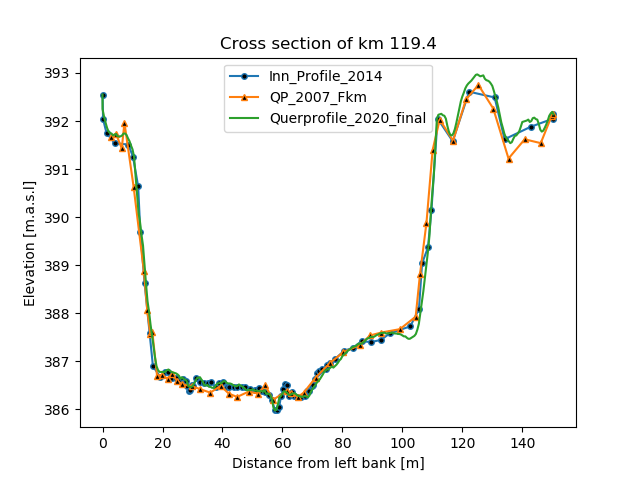 Cross section of km 119.4
Inn_Profile_2014
QP_2007_Fkm
Querprofile_2020_final
393
392
391
390
389
388
387
386
Elevation [m.a.s.l]
0 20 40 60 80 100 120 140
Distance from left bank [m]